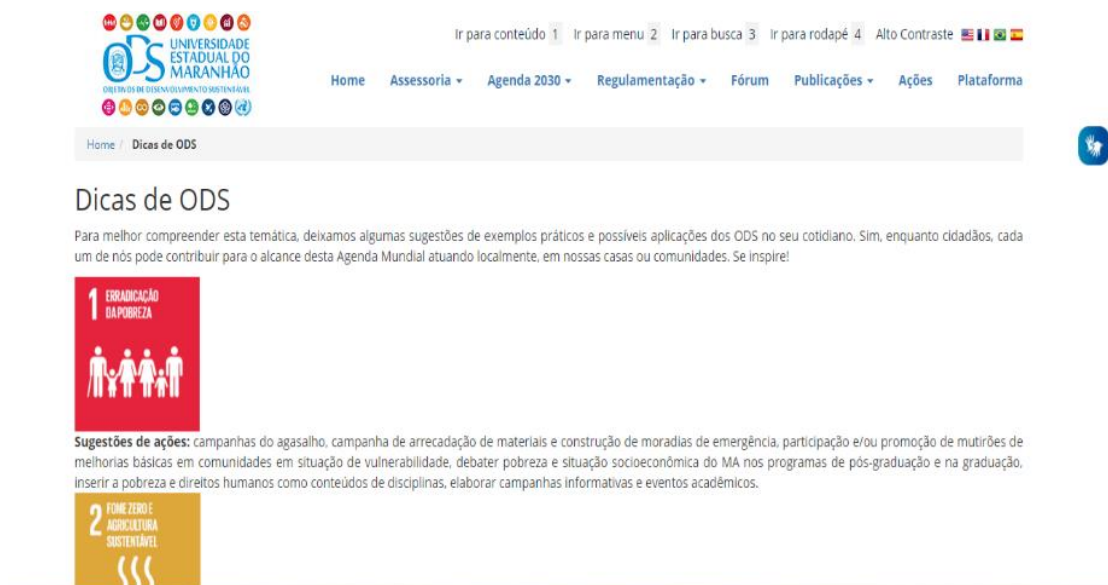 Ir para conteúdo 1 Ir para menu 2 Ir para busca 3 Ir para rodapé 4 Alto Contraste
ODS
UNIVERSIDADE
ESTADUAL DO
MARANHÃO
OBJETIVOS DE DESENVOLVIMENTO SUSTENTÁVEL
Home Assessoria Agenda 2030 Regulamentação Fórum Publicações Ações Plataforma
Home / Dicas de ODS
Dicas de ODS
Para melhor compreender esta temática, deixamos algumas sugestões de exemplos práticos e possíveis aplicações dos ODS no seu cotidiano. Sim, enquanto cidadãos, cada
um de nós pode contribuir para o alcance desta Agenda Mundial atuando localmente, em nossas casas ou comunidades. Se inspire!
1 ERRADICAÇÃO
DA POBREZA
Sugestões de ações: campanhas do agasalho, campanha de arrecadação de materiais e construção de moradias de emergência, participação e/ou promoção de mutirões de
melhorias básicas em comunidades em situação de vulnerabilidade, debater pobreza e situação socioeconômica do MA nos programas de pós-graduação e na graduação,
inserir a pobreza e direitos humanos como conteúdos de disciplinas, elaborar campanhas informativas e eventos acadêmicos.
2 FOME ZERO E
AGRICULTURA
SUSTENTÁVEL